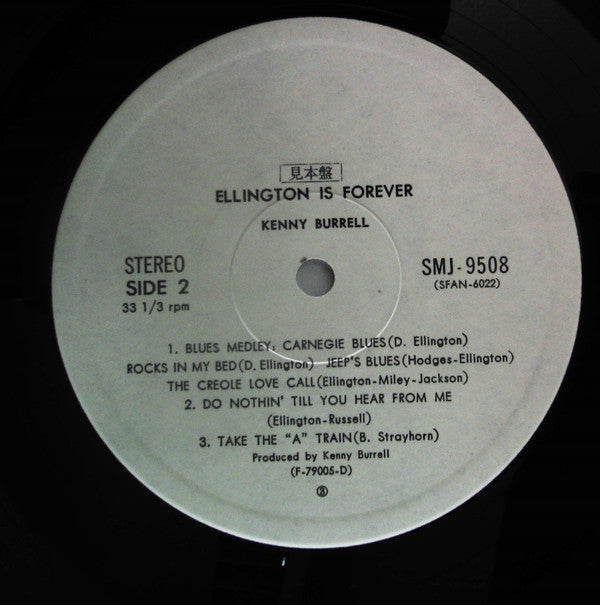 見本盤
ELLINGTON IS FOREVER
KENNY BURRELL
STEREO
SIDE 2
33 1/3 rpm
SMJ-9508
(SFAN-6022)
1. BLUES MEDLEY; CARNEGIE BLUES(D. Ellington)
ROCKS IN MY BED(D. Ellington) JEEP'S BLUES(Hodges-Ellington)
THE CREOLE LOVE CALL(Ellington-Miley-Jackson)
2. DO NOTHIN' TILL YOU HEAR FROM ME
(Ellington-Russell)
3. TAKE THE "A" TRAIN(B. Strayhorn)
Produced by Kenny Burrell
(F-79005-D)